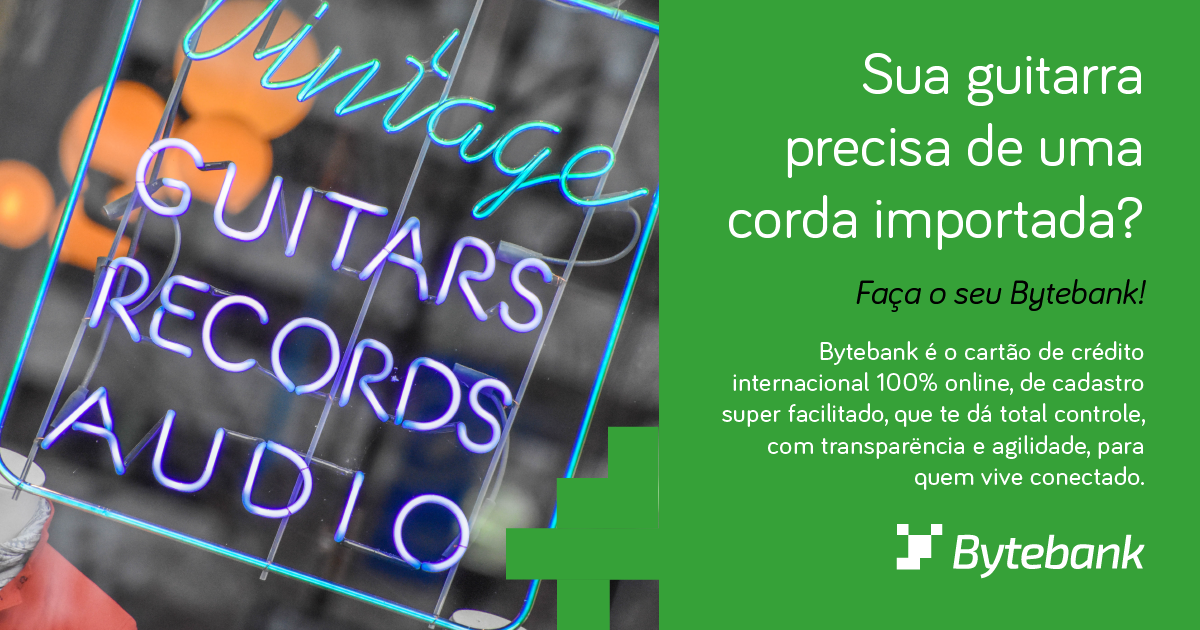 Vintage
GUITARS
RECORDS
AUDIO
Sua guitarra
precisa de uma
corda importada?
Faça o seu Bytebank!
Bytebank é o cartão de crédito
internacional 100% online, de cadastro
super facilitado, que te dá total controle,
com transparëncia e agilidade, para
quem vive conectado.
Bytebank